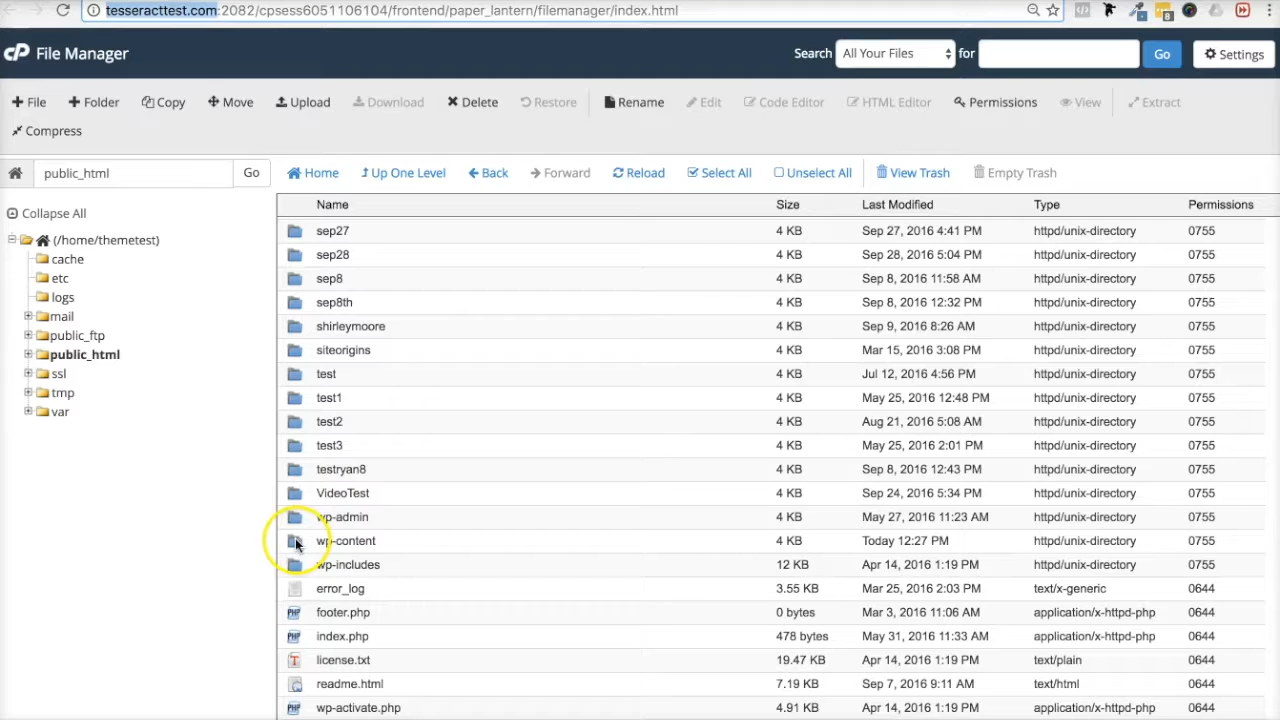 tesseracttest.com:2082/cpsess6051106104/frontend/paper_lantern/filemanager/index.html
cP File Manager
Search All Your Files for Go Settings
File Folder Copy Move Upload Download Delete Restore Rename Edit Code Editor HTML Editor Permissions View Extract
Compress
public_html Go Home Up One Level Back Forward Reload Select All Unselect All View Trash Empty Trash
Collapse All
(/home/themetest)
cache
etc
logs
mail
public_ftp
public_html
ssl
tmp
var
Name Size Last Modified Type Permissions
sep27 4 KB Sep 27, 2016 4:41 PM httpd/unix-directory 0755
sep28 4 KB Sep 28, 2016 5:04 PM httpd/unix-directory 0755
sep8 4 KB Sep 8, 2016 11:58 AM httpd/unix-directory 0755
sep8th 4 KB Sep 8, 2016 12:32 PM httpd/unix-directory 0755
shirleymoore 4 KB Sep 9, 2016 8:26 AM httpd/unix-directory 0755
siteorigins 4 KB Mar 15, 2016 3:08 PM httpd/unix-directory 0755
test 4 KB Jul 12, 2016 4:56 PM httpd/unix-directory 0755
test1 4 KB May 25, 2016 12:48 PM httpd/unix-directory 0755
test2 4 KB Aug 21, 2016 5:08 AM httpd/unix-directory 0755
test3 4 KB May 25, 2016 2:01 PM httpd/unix-directory 0755
testryan8 4 KB Sep 8, 2016 12:43 PM httpd/unix-directory 0755
VideoTest 4 KB Sep 24, 2016 5:34 PM httpd/unix-directory 0755
wp-admin 4 KB May 27, 2016 11:23 AM httpd/unix-directory 0755
wp-content 4 KB Today 12:27 PM httpd/unix-directory 0755
wp-includes 12 KB Apr 14, 2016 1:19 PM httpd/unix-directory 0755
error_log 3.55 KB Mar 25, 2016 2:03 PM text/x-generic 0644
footer.php 0 bytes Mar 3, 2016 11:06 AM application/x-httpd-php 0644
index.php 478 bytes May 31, 2016 11:33 AM application/x-httpd-php 0644
license.txt 19.47 KB Apr 14, 2016 1:19 PM text/plain 0644
readme.html 7.19 KB Sep 7, 2016 9:11 AM text/html 0644
wp-activate.php 4.91 KB Apr 14, 2016 1:19 PM application/x-httpd-php 0644